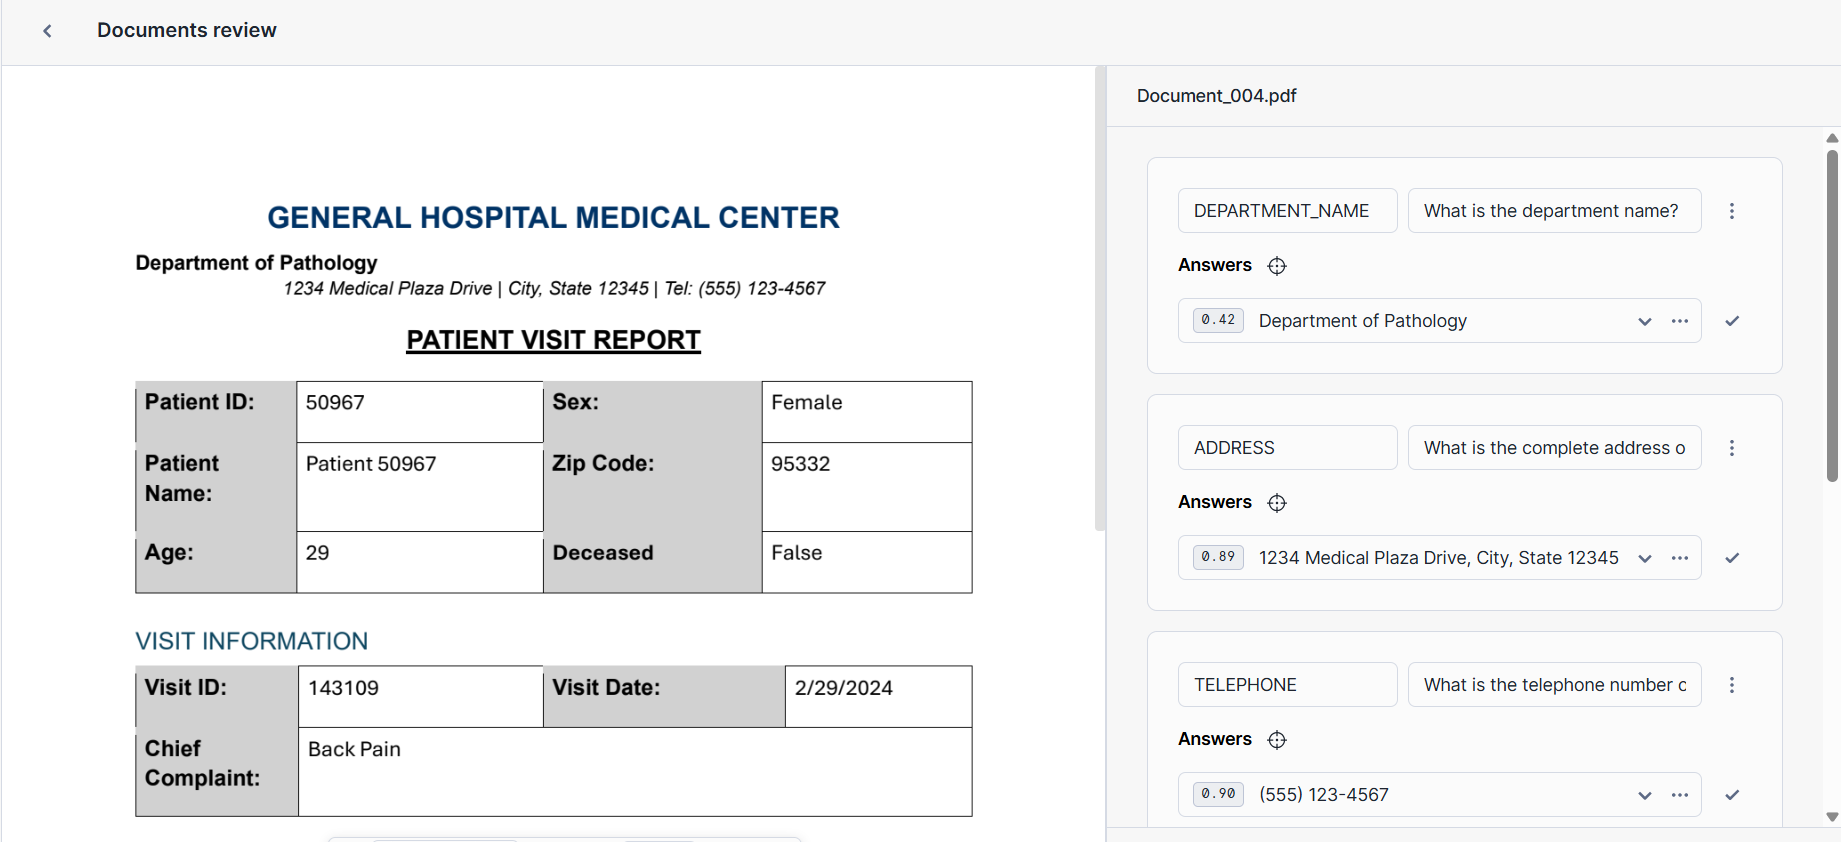 Documents review
GENERAL HOSPITAL MEDICAL CENTER
Department of Pathology
1234 Medical Plaza Drive | City, State 12345 | Tel: (555) 123-4567
PATIENT VISIT REPORT
Patient ID: 50967 Sex: Female
Patient Name: Patient 50967 Zip Code: 95332
Age: 29 Deceased False
VISIT INFORMATION
Visit ID: 143109 Visit Date: 2/29/2024
Chief Complaint: Back Pain
Document_004.pdf
DEPARTMENT_NAME What is the department name?
Answers
0.42 Department of Pathology
ADDRESS What is the complete address o
Answers
0.89 1234 Medical Plaza Drive, City, State 12345
TELEPHONE What is the telephone number c
Answers
0.90 (555) 123-4567